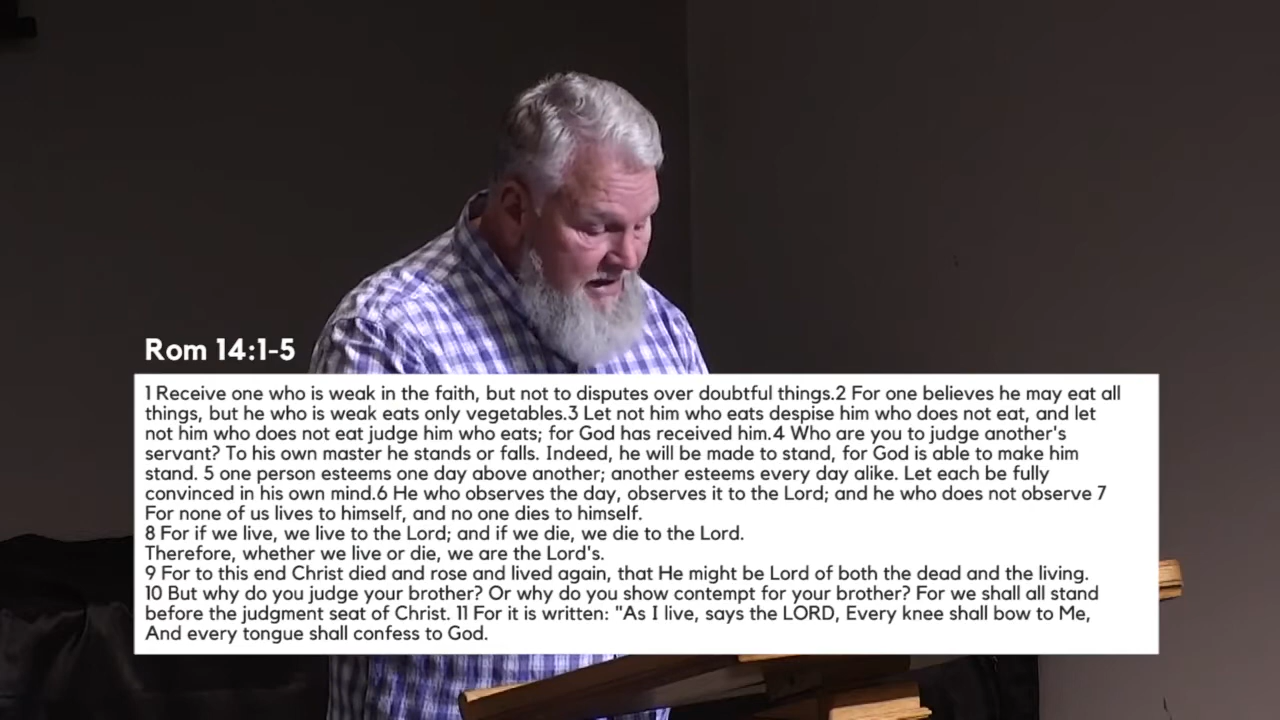 Rom 14:1-5
1 Receive one who is weak in the faith, but not to disputes over doubtful things.2 For one believes he may eat all
things, but he who is weak eats only vegetables.3 Let not him who eats despise him who does not eat, and let
not him who does not eat judge him who eats; for God has received him.4 Who are you to judge another's
servant? To his own master he stands or falls. Indeed, he will be made to stand, for God is able to make him
stand. 5 one person esteems one day above another; another esteems every day alike. Let each be fully
convinced in his own mind.6 He who observes the day, observes it to the Lord; and he who does not observe 7
For none of us lives to himself, and no one dies to himself.
8 For if we live, we live to the Lord; and if we die, we die to the Lord.
Therefore, whether we live or die, we are the Lord's.
9 For to this end Christ died and rose and lived again, that He might be Lord of both the dead and the living.
10 But why do you judge your brother? Or why do you show contempt for your brother? For we shall all stand
before the judgment seat of Christ. 11 For it is written: "As I live, says the LORD, Every knee shall bow to Me,
And every tongue shall confess to God.